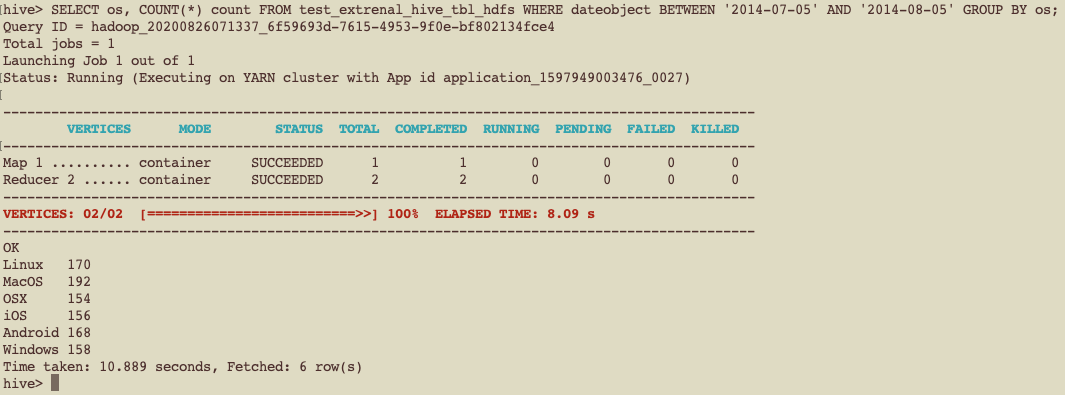 hive> SELECT os, COUNT(*) count FROM test_extrenal_hive_tbl_hdfs WHERE dateobject BETWEEN '2014-07-05' AND '2014-08-05' GROUP BY os;
Query ID = hadoop_20200826071337_6f59693d-7615-4953-9f0e-bf802134fce4
Total jobs = 1
Launching Job 1 out of 1
Status: Running (Executing on YARN cluster with App id application_1597949003476_0027)
----------------------------------------------------------------------------------------------
VERTICES MODE STATUS TOTAL COMPLETED RUNNING PENDING FAILED KILLED
----------------------------------------------------------------------------------------------
Map 1 .......... container SUCCEEDED 1 1 0 0 0 0
Reducer 2 ...... container SUCCEEDED 2 2 0 0 0 0
----------------------------------------------------------------------------------------------
VERTICES: 02/02 [==========================>>] 100% ELAPSED TIME: 8.09 s
----------------------------------------------------------------------------------------------
OK
Linux 170
MacOS 192
OSX 154
iOS 156
Android 168
Windows 158
Time taken: 10.889 seconds, Fetched: 6 row(s)
hive>